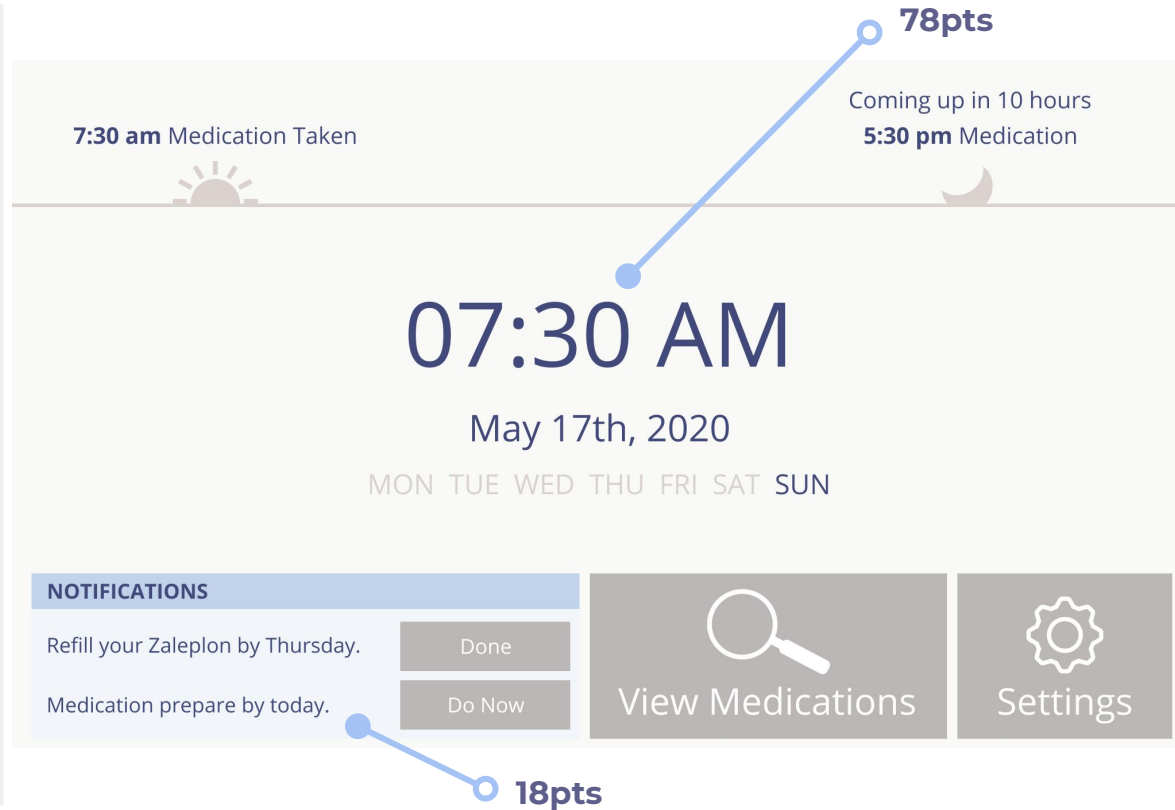 78pts
7:30 am Medication Taken
Coming up in 10 hours
5:30 pm Medication
07:30 AM
May 17th, 2020
MON TUE WED THU FRI SAT SUN
NOTIFICATIONS
Refill your Zaleplon by Thursday.
Done
Medication prepare by today.
Do Now
View Medications
Settings
18pts